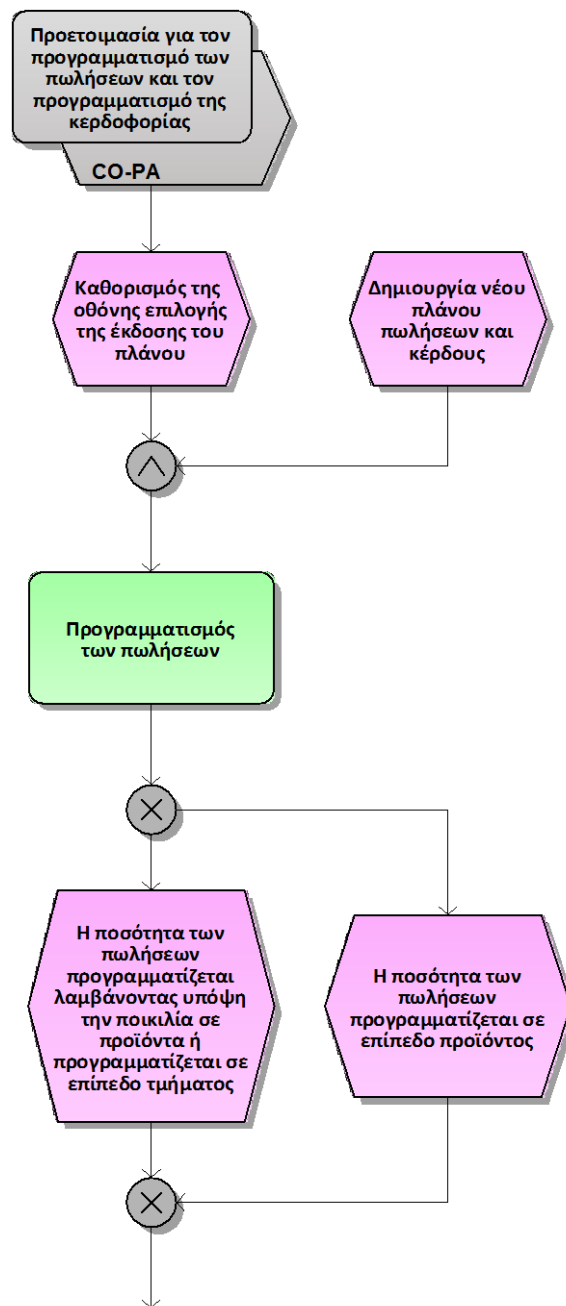 Προετοιμασία για τον
προγραμματισμό των
πωλήσεων και τον
προγραμματισμό της
κερδοφορίας
CO-PA
Καθορισμός της
οθόνης επιλογής
της έκδοσης του
πλάνου
Δημιουργία νέου
πλάνου
πωλήσεων και
κέρδους
Προγραμματισμός
των πωλήσεων
Η ποσότητα των
πωλήσεων
προγραμματίζεται
λαμβάνοντας υπόψη
την ποικιλία σε
προϊόντα ή
προγραμματίζεται σε
επίπεδο τμήματος
Η ποσότητα των
πωλήσεων
προγραμματίζεται σε
επίπεδο προϊόντος